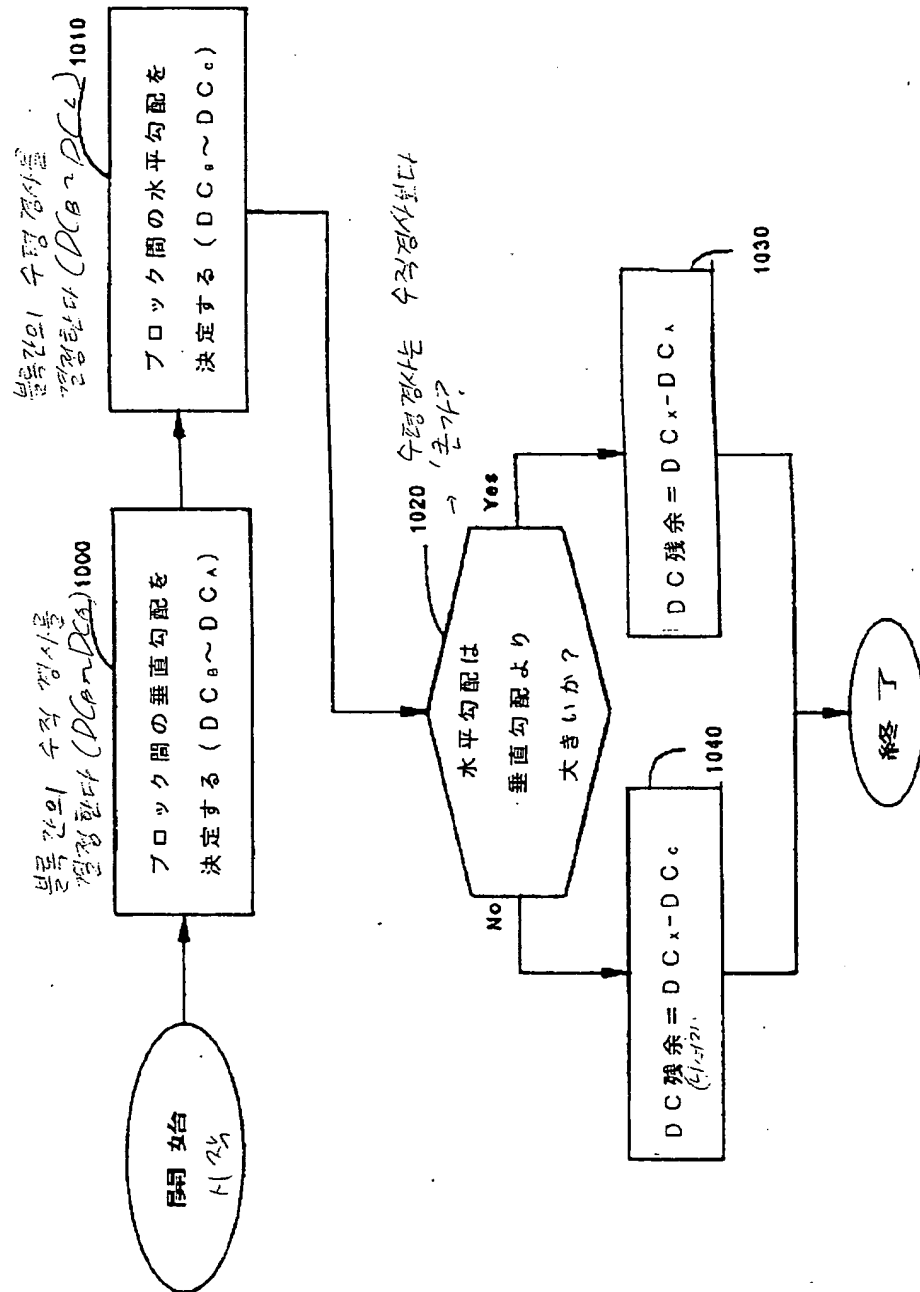 開始
시작
블록간의 수직 경사를
결정한다 (DCB~DCA)
1000
ブロック間の垂直勾配を
決定する (DCB~DCA)
블록간의 수평 경사를
결정한다 (DCB~DCC)
1010
ブロック間の水平勾配を
決定する (DCB~DCC)
1020
→ 수평경사는 수직경사보다
큰가?
水平勾配は
垂直勾配より
大きいか?
Yes
No
1030
DC残余=DCX-DCA
1040
DC残余=DCX-DCC
(나머지)
終了